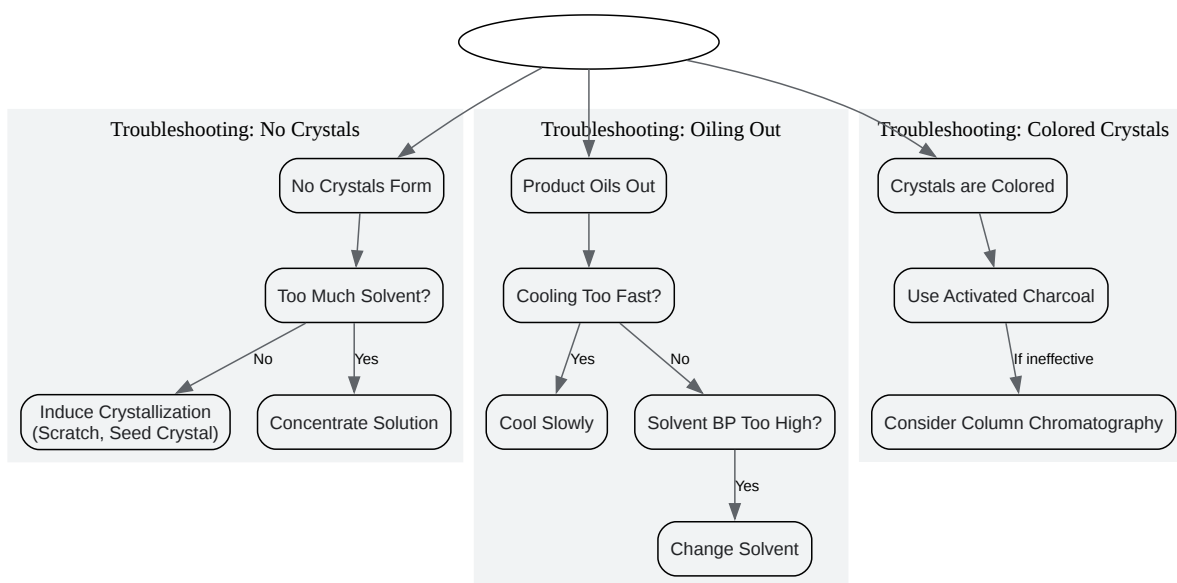 Troubleshooting: No Crystals
No Crystals Form
Too Much Solvent?
No
Yes
Induce Crystallization
(Scratch, Seed Crystal)
Concentrate Solution
Troubleshooting: Oiling Out
Product Oils Out
Cooling Too Fast?
Yes
No
Cool Slowly
Solvent BP Too High?
Yes
Change Solvent
Troubleshooting: Colored Crystals
Crystals are Colored
Use Activated Charcoal
If ineffective
Consider Column Chromatography